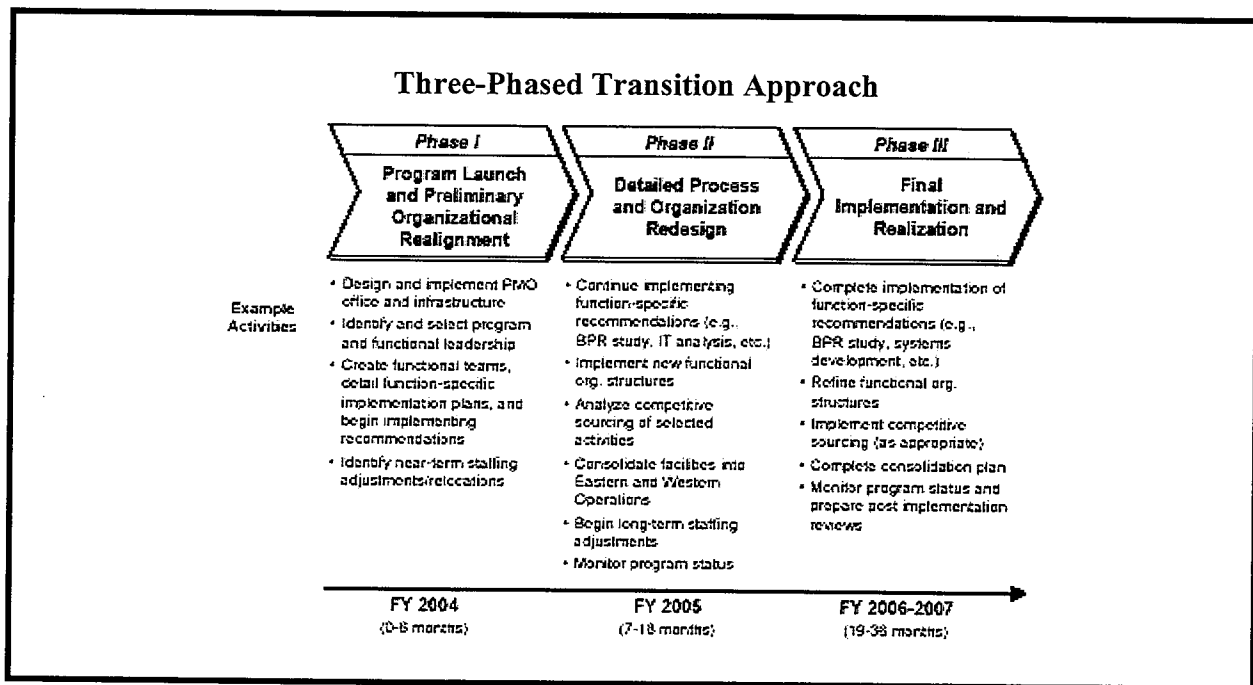 Three-Phased Transition Approach
Phase I
Program Launch
and Preliminary
Organizational
Realignment
Phase II
Detailed Process
and Organization
Redesign
Phase III
Final
Implementation and
Realization
Example
Activities
• Design and implement PMO
office and infrastructure
• Identify and select program
and functional leadership
• Create functional teams,
detail function-specific
implementation plans, and
begin implementing
recommendations
• Identify near-term staffing
adjustments/relocations
• Continue implementing
function-specific
recommendations (e.g.,
BPR study, IT analysis, etc.)
• Implement new functional
org. structures
• Analyze competitive
sourcing of selected
activities
• Consolidate facilities into
Eastern and Western
Operations
• Begin long-term staffing
adjustments
• Monitor program status
• Complete implementation of
function-specific
recommendations (e.g.,
BPR study, systems
development, etc.)
• Refine functional org.
structures
• Implement competitive
sourcing (as appropriate)
• Complete consolidation plan
• Monitor program status and
prepare post implementation
reviews
FY 2004
(0-6 months)
FY 2005
(7-18 months)
FY 2006-2007
(19-36 months)